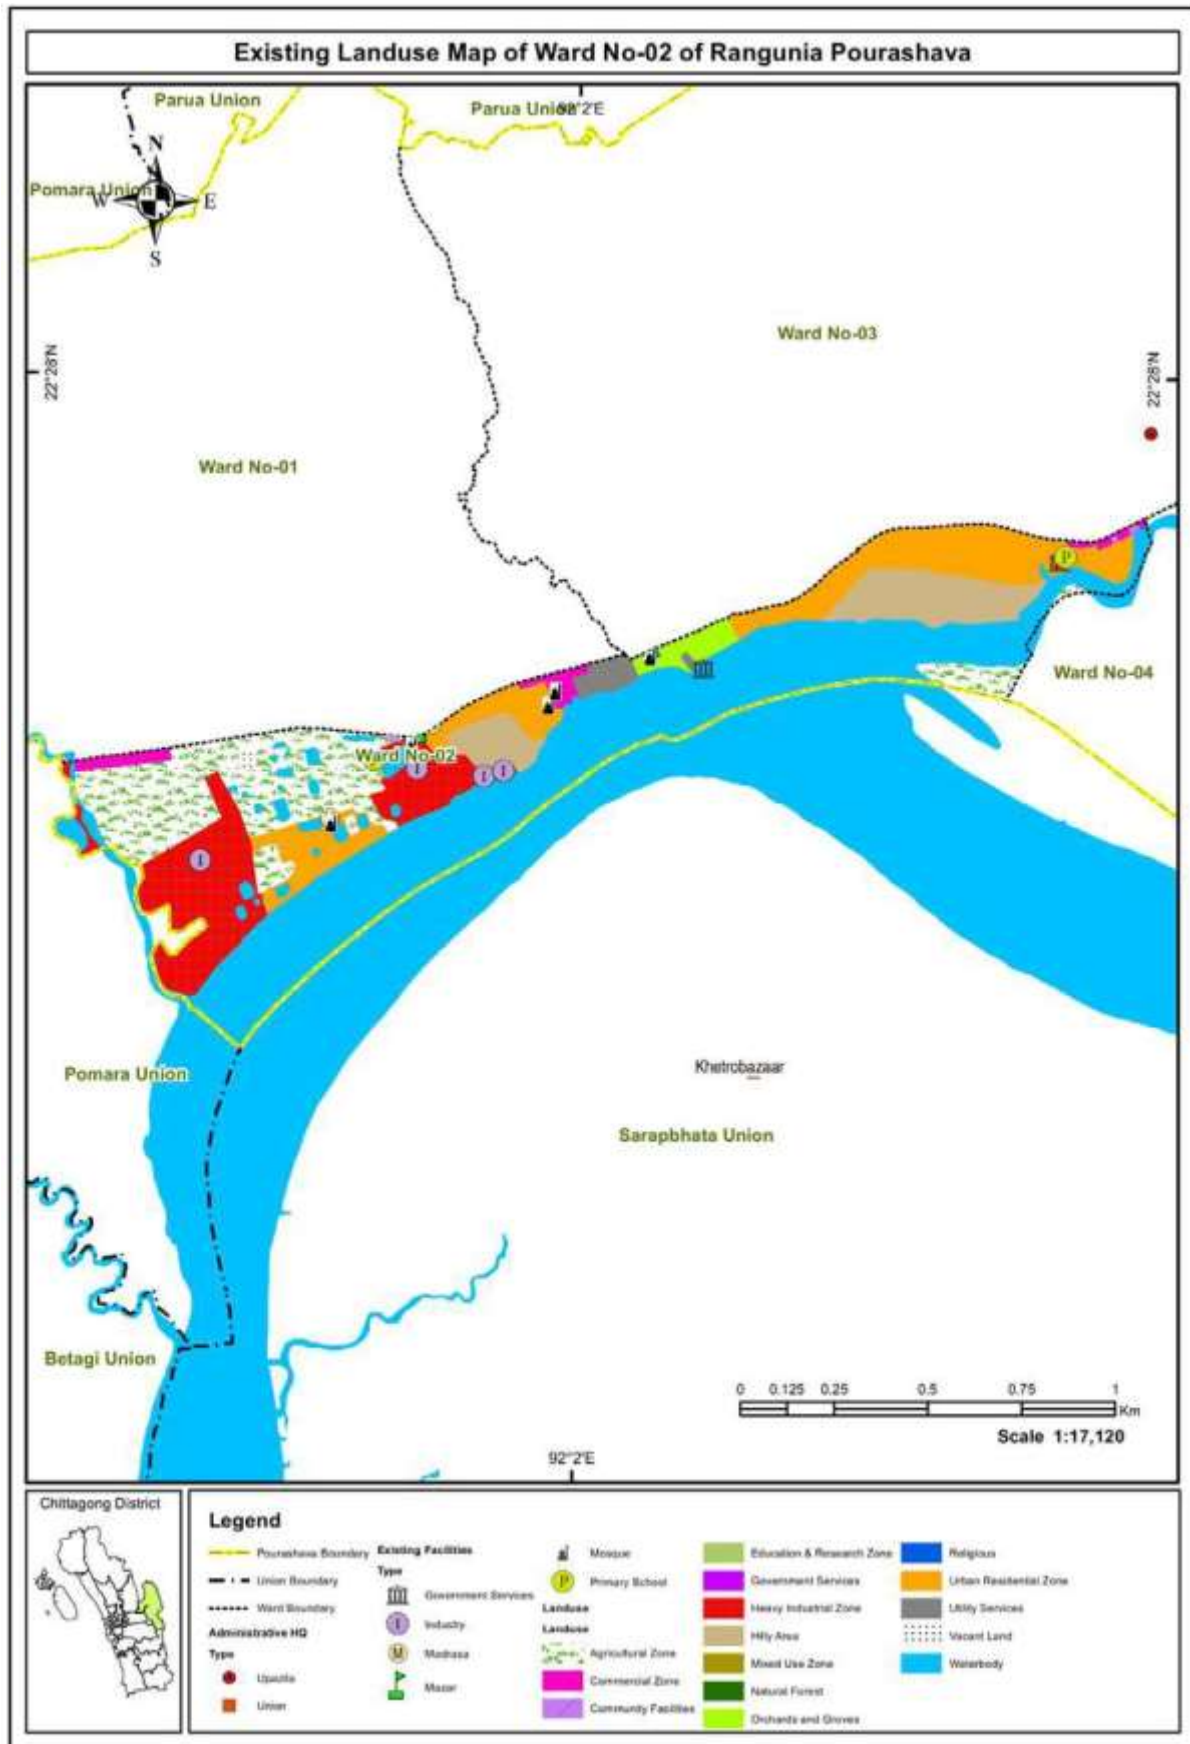 Existing Landuse Map of Ward No-02 of Rangunia Pourashava
Parua Union
Parua Union
92°2'E
Pomara Union
N
W
E
S
22°28'N
22°28'N
Ward No-03
Ward No-01
Ward No-04
Ward No-02
P
I
I
I
I
Pomara Union
Khetrobazaar
Sarapbhata Union
Betagi Union
0 0.125 0.25 0.5 0.75 1
Km
Scale 1:17,120
92°2'E
Chittagong District
Legend
Pourashava Boundary
Union Boundary
Ward Boundary
Administrative HQ
Type
Upazila
Union
Existing Facilities
Type
Government Services
I Industry
M Madrasa
Mazar
Mosque
P Primary School
Landuse
Landuse
Agricultural Zone
Commercial Zone
Community Facilities
Education & Research Zone
Government Services
Heavy Industrial Zone
Hilly Area
Mixed Use Zone
Natural Forest
Orchards and Groves
Religious
Urban Residential Zone
Utility Services
Vacant Land
Waterbody